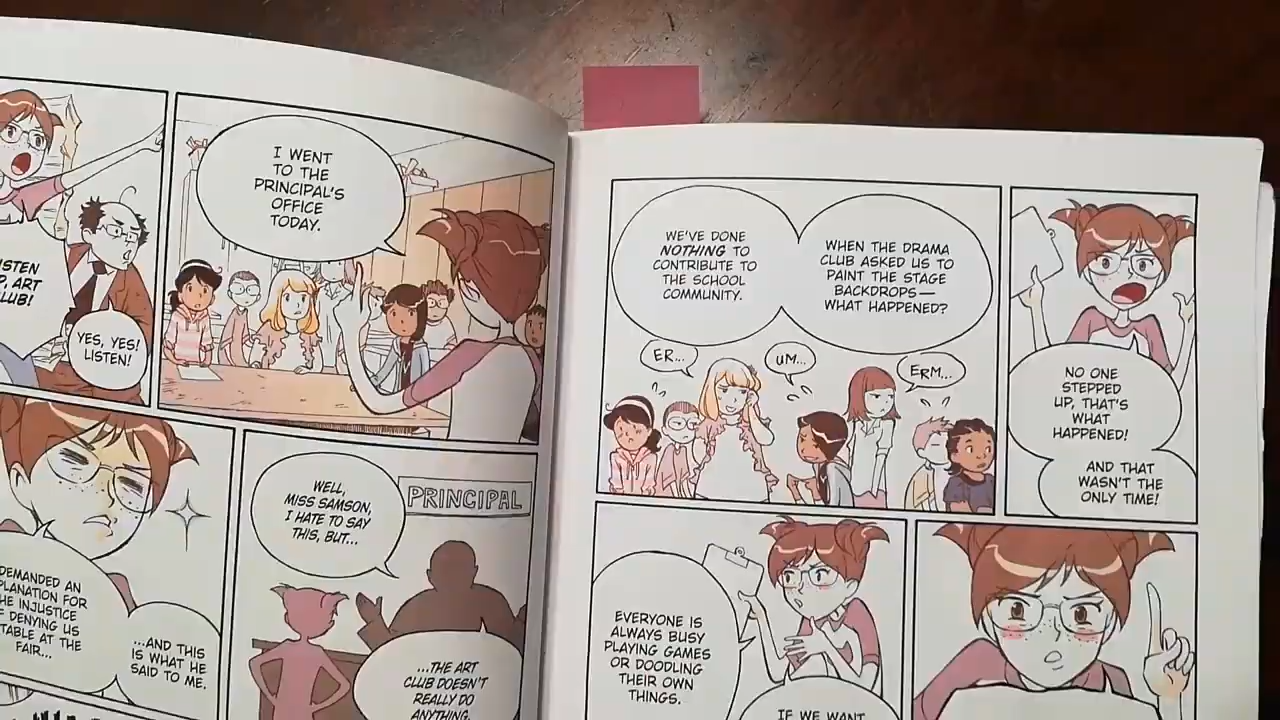 LISTEN
UP, ART
CLUB!
YES, YES!
LISTEN!
I WENT
TO THE
PRINCIPAL'S
OFFICE
TODAY.
DEMANDED AN
EXPLANATION FOR
THE INJUSTICE
OF DENYING US
TABLE AT THE
FAIR...
...AND THIS
IS WHAT HE
SAID TO ME.
WELL,
MISS SAMSON,
I HATE TO SAY
THIS, BUT...
PRINCIPAL
...THE ART
CLUB DOESN'T
REALLY DO
ANYTHING.
WE'VE DONE
NOTHING TO
CONTRIBUTE TO
THE SCHOOL
COMMUNITY.
WHEN THE DRAMA
CLUB ASKED US TO
PAINT THE STAGE
BACKDROPS—
WHAT HAPPENED?
ER...
UM...
ERM...
NO ONE
STEPPED
UP, THAT'S
WHAT
HAPPENED!
AND THAT
WASN'T THE
ONLY TIME!
EVERYONE IS
ALWAYS BUSY
PLAYING GAMES
OR DOODLING
THEIR OWN
THINGS.
IF WE WANT